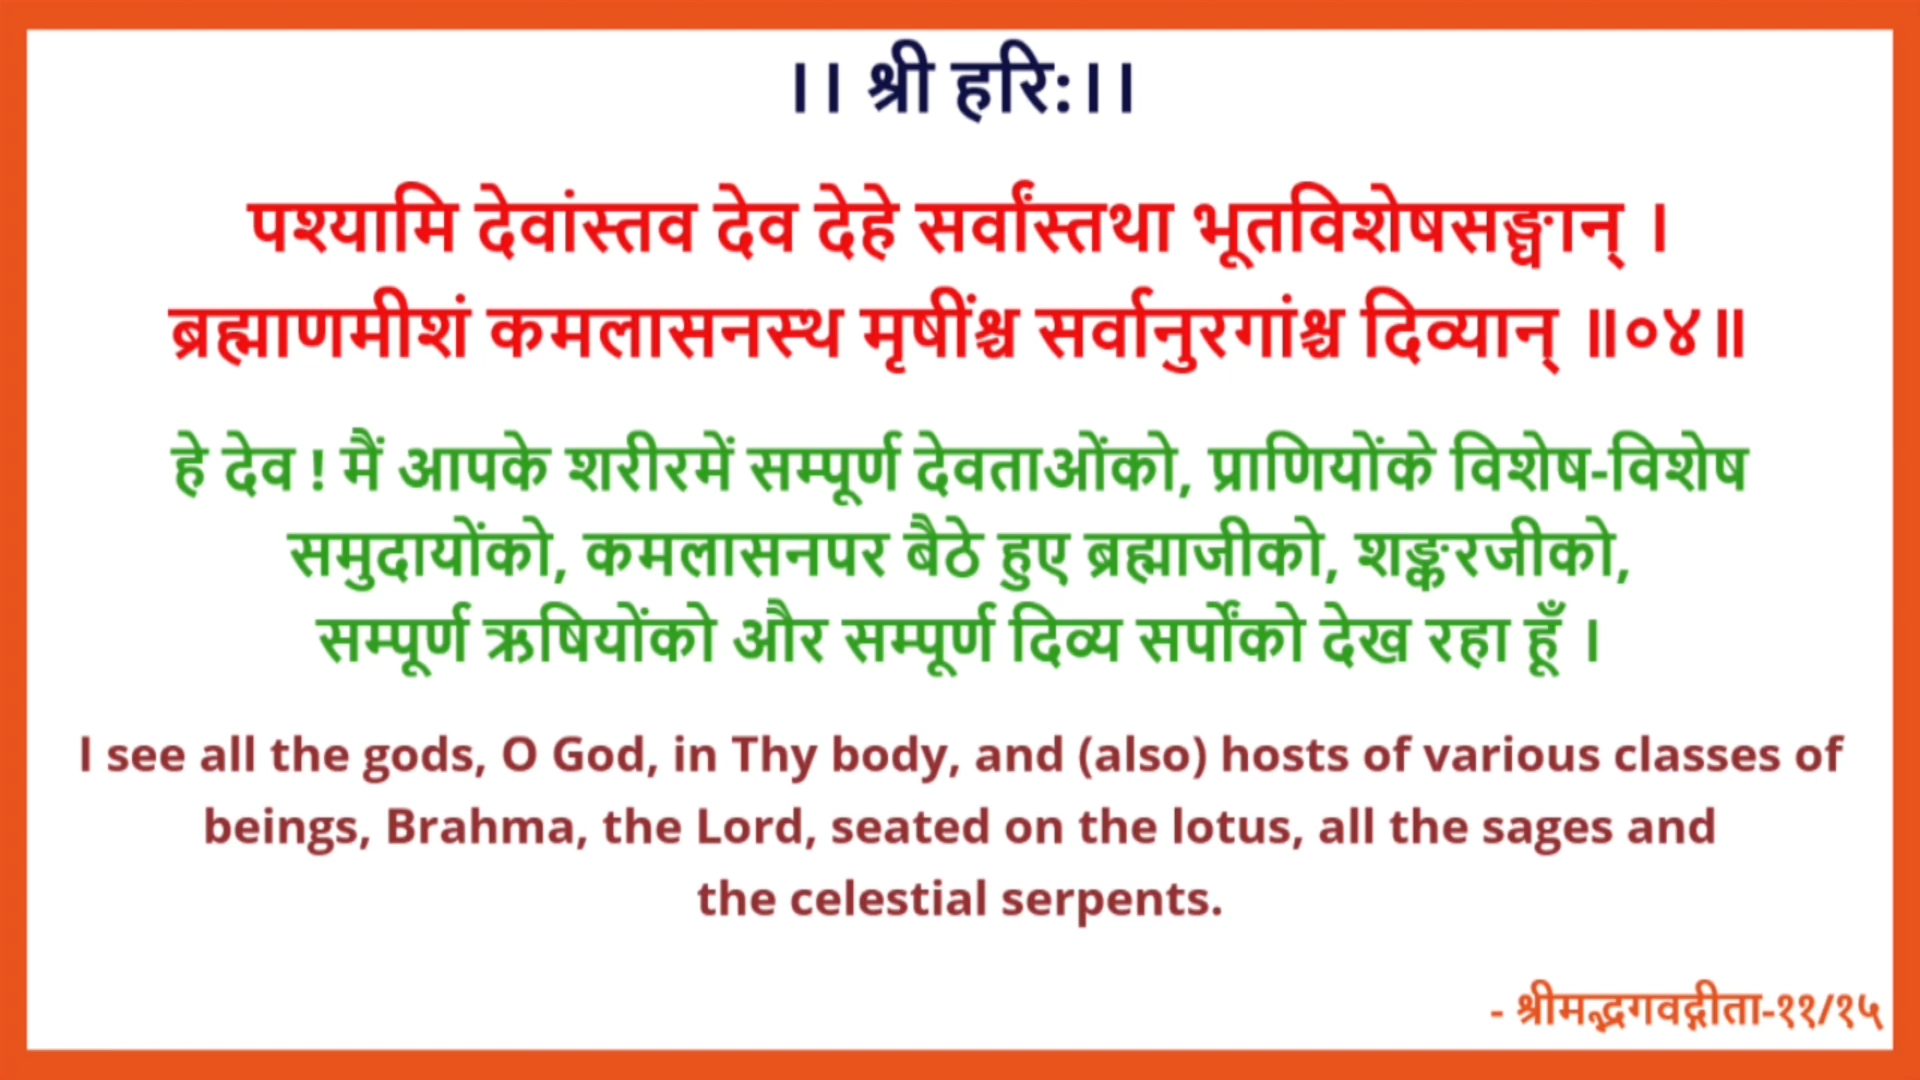 ।। श्री हरि:।।
पश्यामि देवांस्तव देव देहे सर्वांस्तथा भूतविशेषसङ्घान् ।
ब्रह्माणमीशं कमलासनस्थ मृषींश्च सर्वानुरगांश्च दिव्यान् ॥०४॥
हे देव ! मैं आपके शरीरमें सम्पूर्ण देवताओंको, प्राणियोंके विशेष-विशेष
समुदायोंको, कमलासनपर बैठे हुए ब्रह्माजीको, शङ्करजीको,
सम्पूर्ण ऋषियोंको और सम्पूर्ण दिव्य सर्पोंको देख रहा हूँ ।
I see all the gods, O God, in Thy body, and (also) hosts of various classes of
beings, Brahma, the Lord, seated on the lotus, all the sages and
the celestial serpents.
- श्रीमद्भगवद्गीता-११/१५